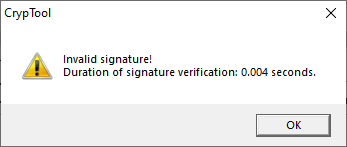 CrypTool
Invalid signature!
Duration of signature verification: 0.004 seconds.
OK